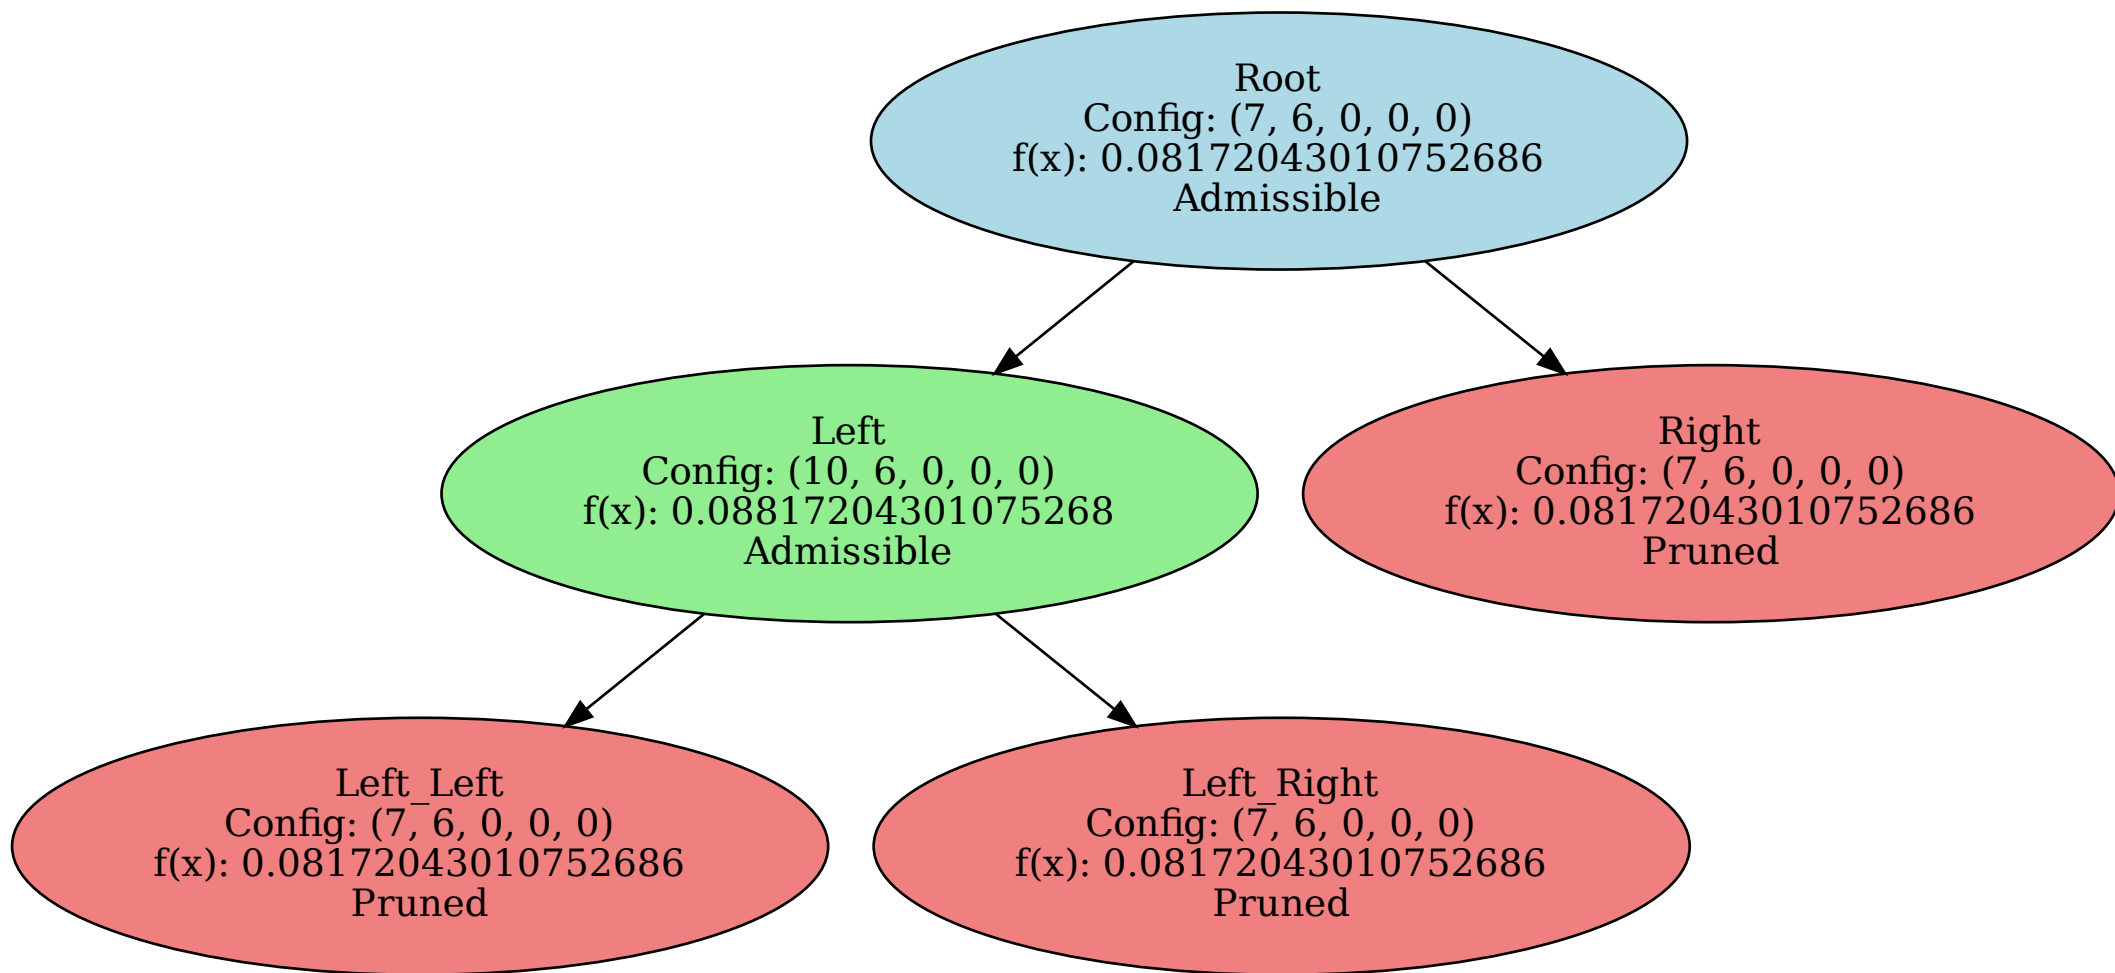 Root
Config: (7, 6, 0, 0, 0)
f(x): 0.08172043010752686
Admissible
Left
Config: (10, 6, 0, 0, 0)
f(x): 0.08817204301075268
Admissible
Right
Config: (7, 6, 0, 0, 0)
f(x): 0.08172043010752686
Pruned
Left_Left
Config: (7, 6, 0, 0, 0)
f(x): 0.08172043010752686
Pruned
Left_Right
Config: (7, 6, 0, 0, 0)
f(x): 0.08172043010752686
Pruned